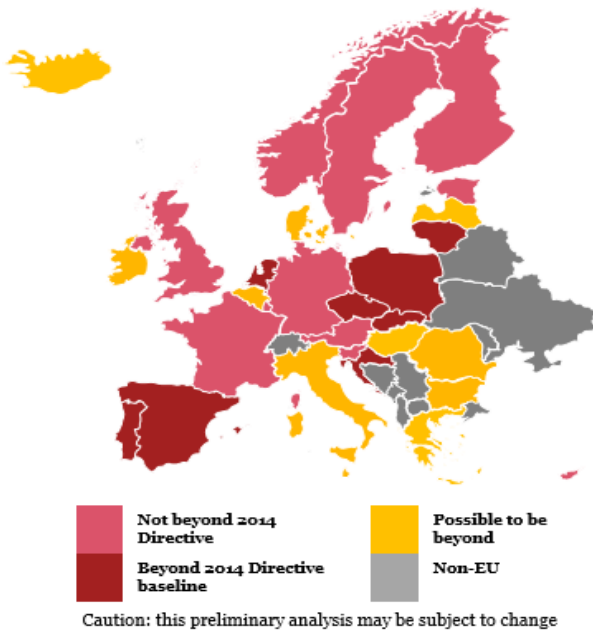 Not beyond 2014
Directive
Possible to be
beyond
Beyond 2014 Directive
baseline
Non-EU
Caution: this preliminary analysis may be subject to change